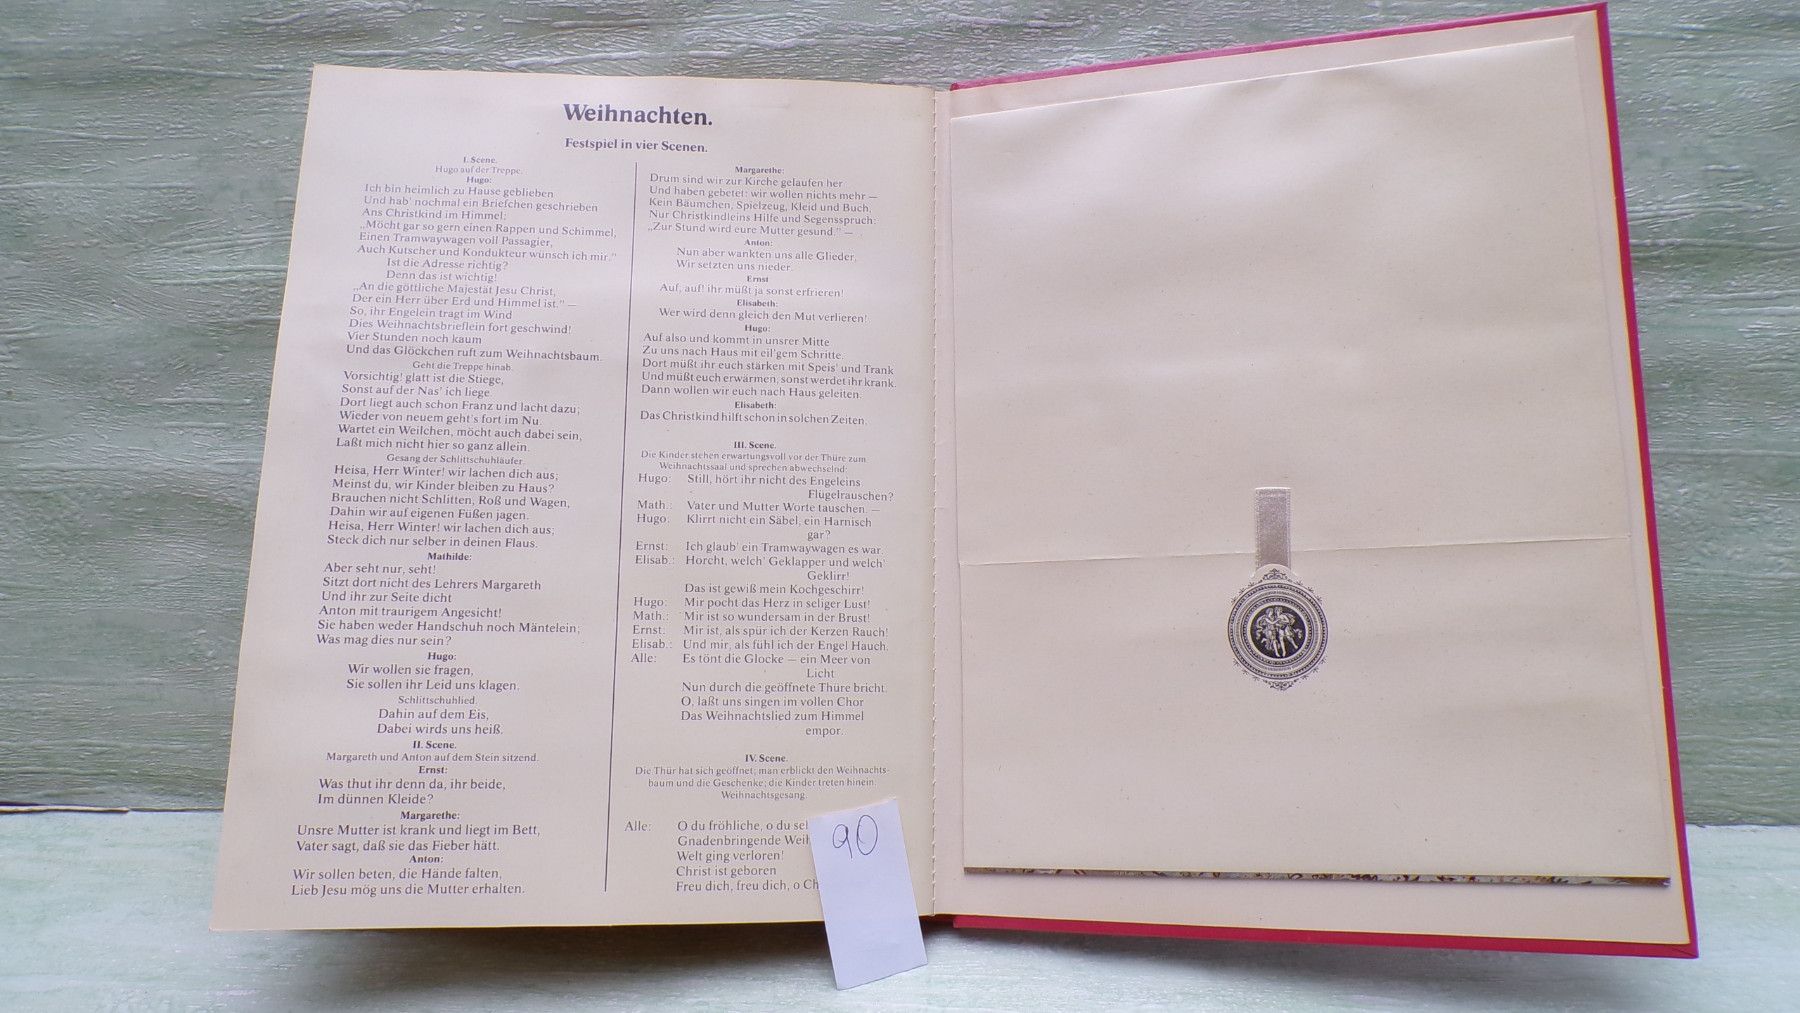 Weihnachten.
Festspiel in vier Scenen.
I. Scene.
Hugo auf der Treppe.
Hugo:
Ich bin heimlich zu Hause geblieben
Und hab' nochmal ein Briefchen geschrieben
Ans Christkind im Himmel;
„Möcht gar so gern einen Rappen und Schimmel,
Einen Tramwaywagen voll Passagier,
Auch Kutscher und Kondukteur wünsch ich mir.“
Ist die Adresse richtig?
Denn das ist wichtig!
„An die göttliche Majestät Jesu Christ,
Der ein Herr über Erd und Himmel ist.“ —
So, ihr Engelein tragt im Wind
Dies Weihnachtsbrieflein fort geschwind!
Vier Stunden noch kaum
Und das Glöckchen ruft zum Weihnachtsbaum.
Geht die Treppe hinab.
Vorsichtig! glatt ist die Stiege,
Sonst auf der Nas' ich liege.
Dort liegt auch schon Franz und lacht dazu;
Wieder von neuem geht's fort im Nu.
Wartet ein Weilchen, möcht auch dabei sein,
Laßt mich nicht hier so ganz allein.
Gesang der Schlittschuhläufer.
Heisa, Herr Winter! wir lachen dich aus;
Meinst du, wir Kinder bleiben zu Haus?
Brauchen nicht Schlitten, Roß und Wagen,
Dahin wir auf eigenen Füßen jagen.
Heisa, Herr Winter! wir lachen dich aus;
Steck dich nur selber in deinen Flaus.
Mathilde:
Aber seht nur, seht!
Sitzt dort nicht des Lehrers Margareth
Und ihr zur Seite dicht
Anton mit traurigem Angesicht!
Sie haben weder Handschuh noch Mäntelein;
Was mag dies nur sein?
Hugo:
Wir wollen sie fragen,
Sie sollen ihr Leid uns klagen.
Schlittschuhlied.
Dahin auf dem Eis,
Dabei wirds uns heiß.
II. Scene.
Margareth und Anton auf dem Stein sitzend.
Ernst:
Was thut ihr denn da, ihr beide,
Im dünnen Kleide?
Margarethe:
Unsre Mutter ist krank und liegt im Bett,
Vater sagt, daß sie das Fieber hätt.
Anton:
Wir sollen beten, die Hände falten,
Lieb Jesu mög uns die Mutter erhalten.
Margarethe:
Drum sind wir zur Kirche gelaufen her
Und haben gebetet: wir wollen nichts mehr —
Kein Bäumchen, Spielzeug, Kleid und Buch,
Nur Christkindleins Hilfe und Segensspruch:
„Zur Stund wird eure Mutter gesund.“ —
Anton:
Nun aber wankten uns alle Glieder,
Wir setzten uns nieder.
Ernst
Auf, auf! ihr müßt ja sonst erfrieren!
Elisabeth:
Wer wird denn gleich den Mut verlieren!
Hugo:
Auf also und kommt in unsrer Mitte
Zu uns nach Haus mit eil'gem Schritte.
Dort müßt ihr euch stärken mit Speis' und Trank
Und müßt euch erwärmen, sonst werdet ihr krank.
Dann wollen wir euch nach Haus geleiten.
Elisabeth:
Das Christkind hilft schon in solchen Zeiten.
III. Scene.
Die Kinder stehen erwartungsvoll vor der Thüre zum
Weihnachtssaal und sprechen abwechselnd:
Hugo: Still, hört ihr nicht des Engeleins
Flügelrauschen?
Math.: Vater und Mutter Worte tauschen. —
Hugo: Klirrt nicht ein Säbel, ein Harnisch
gar?
Ernst: Ich glaub' ein Tramwaywagen es war.
Elisab.: Horcht, welch' Geklapper und welch'
Geklirr!
Das ist gewiß mein Kochgeschirr!
Hugo: Mir pocht das Herz in seliger Lust!
Math.: Mir ist so wundersam in der Brust!
Ernst: Mir ist, als spür ich der Kerzen Rauch!
Elisab.: Und mir, als fühl ich der Engel Hauch.
Alle: Es tönt die Glocke — ein Meer von
Licht
Nun durch die geöffnete Thüre bricht.
O, laßt uns singen im vollen Chor
Das Weihnachtslied zum Himmel
empor.
IV. Scene.
Die Thür hat sich geöffnet; man erblickt den Weihnachts-
baum und die Geschenke; die Kinder treten hinein.
Weihnachtsgesang.
Alle: O du fröhliche, o du sel
Gnadenbringende Weih
Welt ging verloren!
Christ ist geboren
Freu dich, freu dich, o Ch
90